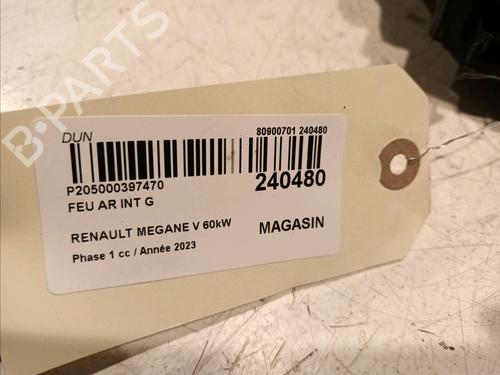 B-PARTS
DUN
80900701 240480
P205000397470
240480
FEU AR INT G
RENAULT MEGANE V 60kW
MAGASIN
Phase 1 cc / Année 2023